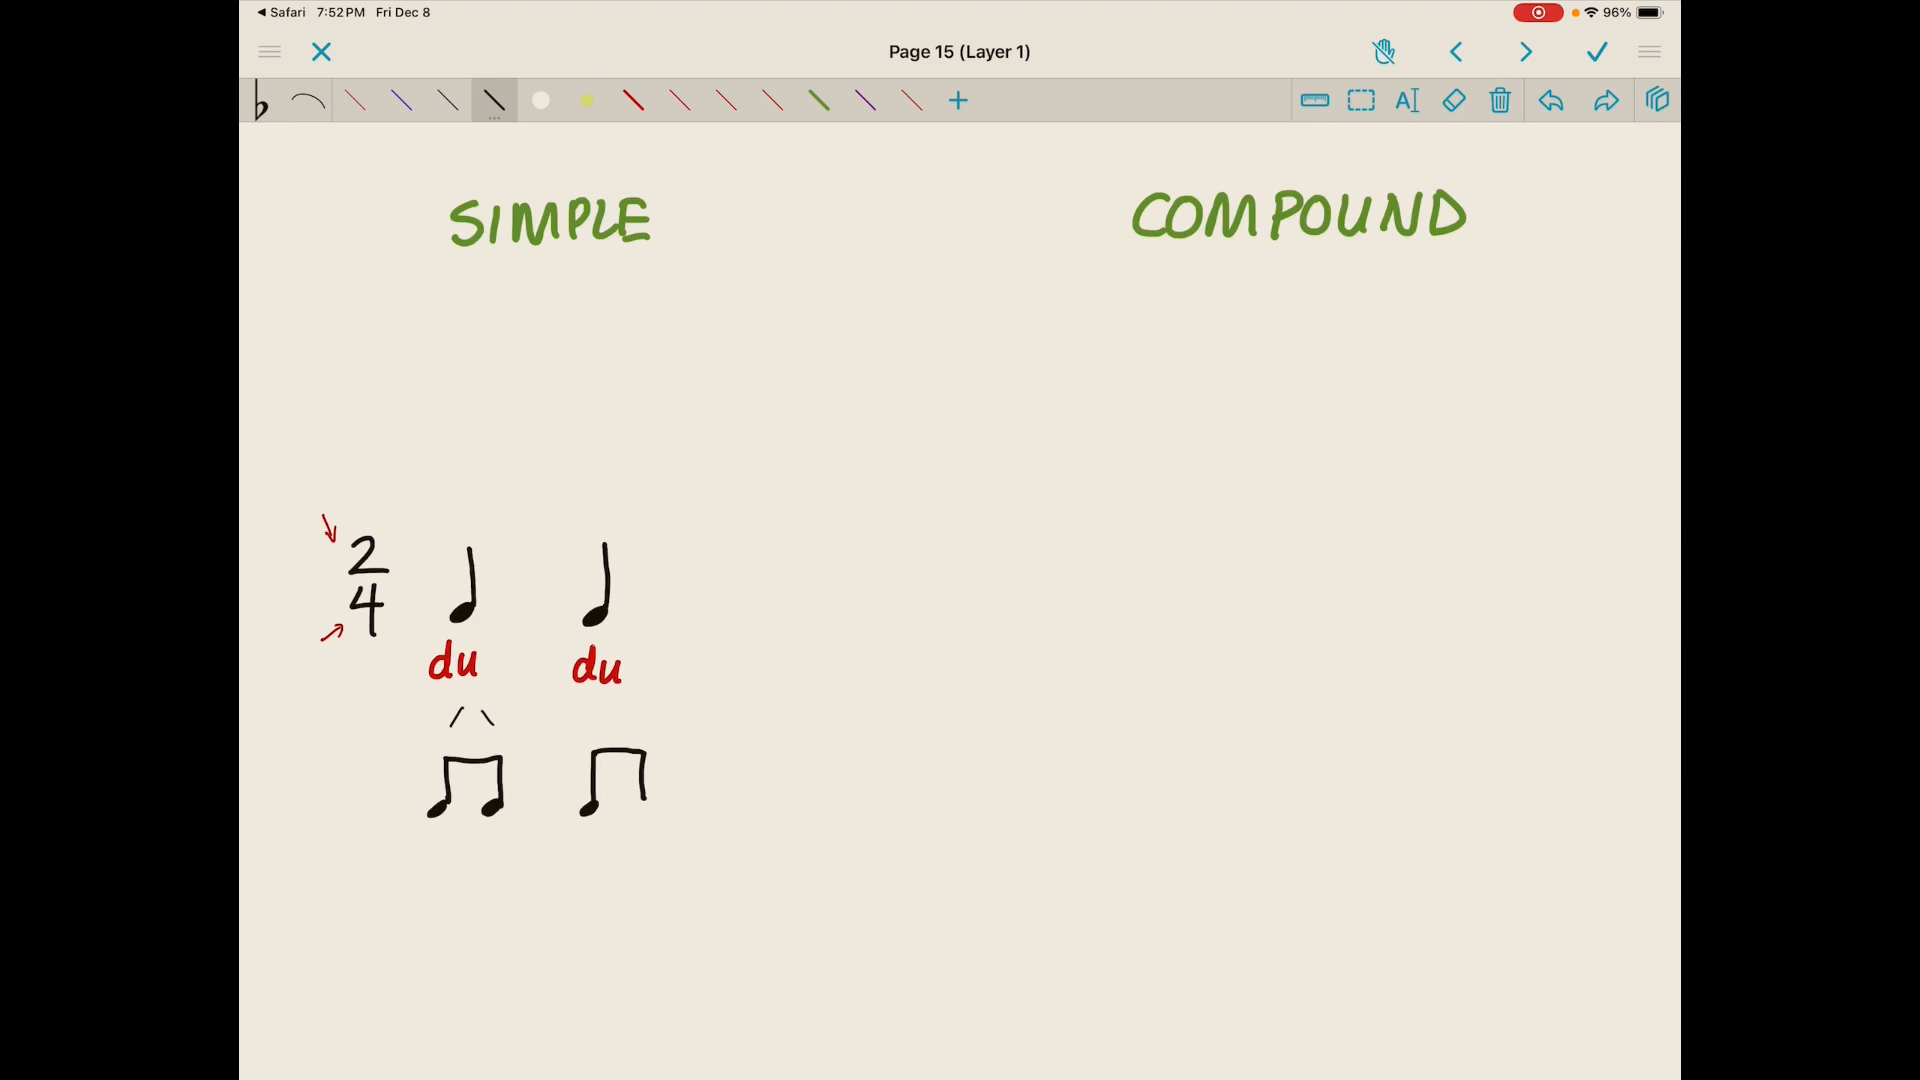 Safari 7:52 PM Fri Dec 8 96%
Page 15 (Layer 1)
A
SIMPLE COMPOUND
2
4
du du